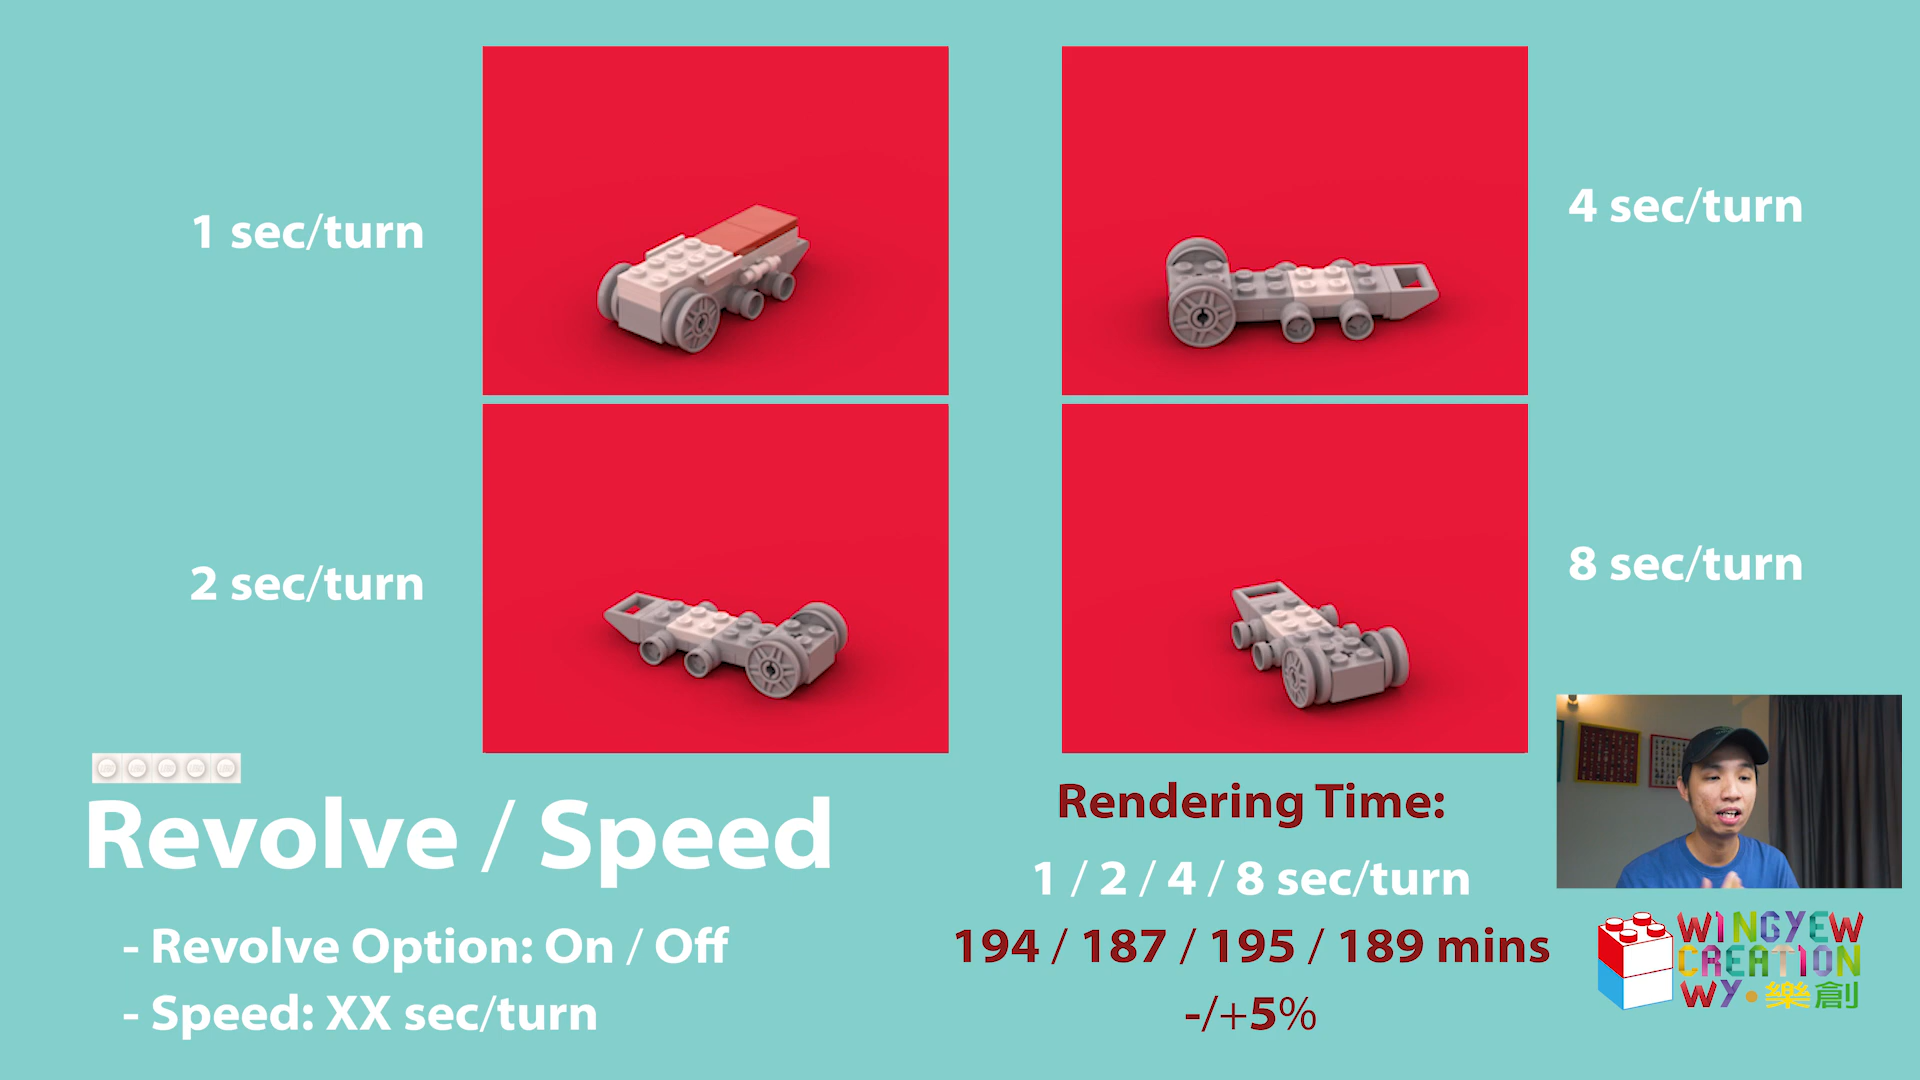 1 sec/turn
4 sec/turn
2 sec/turn
8 sec/turn
Revolve / Speed
- Revolve Option: On / Off
- Speed: XX sec/turn
Rendering Time:
1 / 2 / 4 / 8 sec/turn
194 / 187 / 195 / 189 mins
-/+5%
W1NGYEW
CREAT1ON
WY•樂創